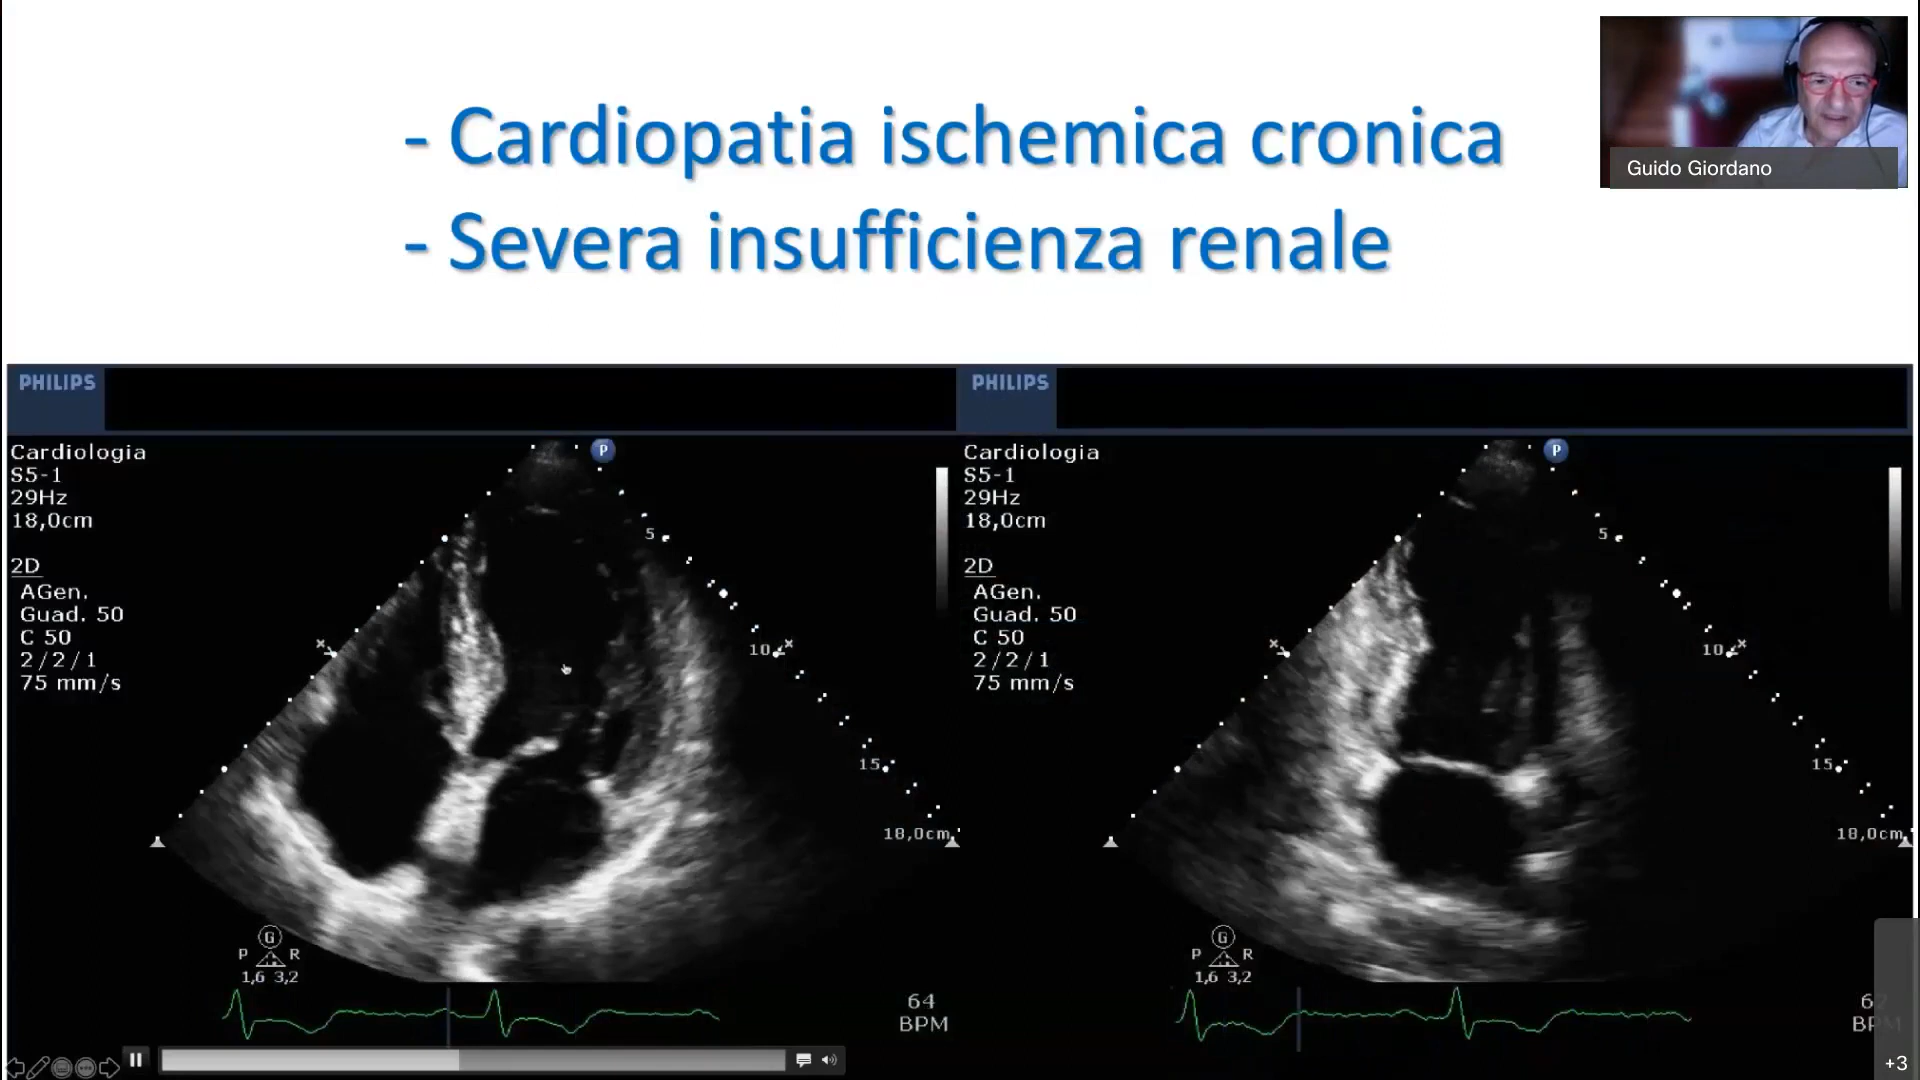 - Cardiopatia ischemica cronica
- Severa insufficienza renale
Guido Giordano
PHILIPS
Cardiologia
S5-1
29Hz
18,0cm
2D
AGen.
Guad. 50
C 50
2/2/1
75 mm/s
P
5
10
15
18,0cm
G
P R
1,6 3,2
64
BPM
PHILIPS
Cardiologia
S5-1
29Hz
18,0cm
2D
AGen.
Guad. 50
C 50
2/2/1
75 mm/s
P
5
10
15
18,0cm
G
P R
1,6 3,2
62
BPM
+3